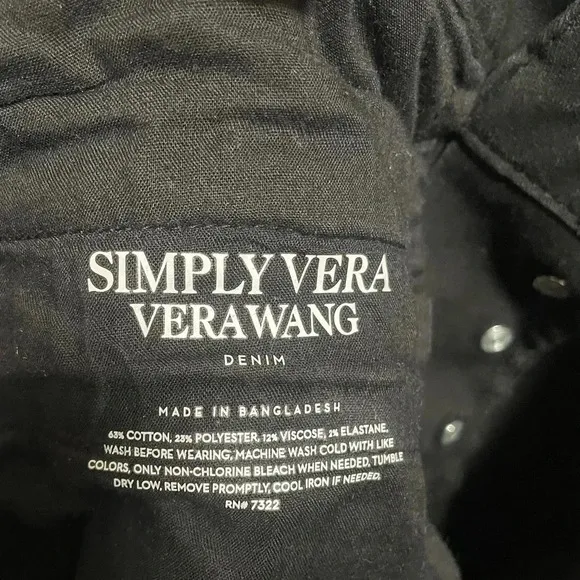 SIMPLY VERA
VERA WANG
DENIM
MADE IN BANGLADESH
63% COTTON, 23% POLYESTER, 12% VISCOSE, 2% ELASTANE,
WASH BEFORE WEARING, MACHINE WASH COLD WITH LIKE
COLORS, ONLY NON-CHLORINE BLEACH WHEN NEEDED, TUMBLE
DRY LOW, REMOVE PROMPTLY, COOL IRON IF NEEDED.
RN# 7322